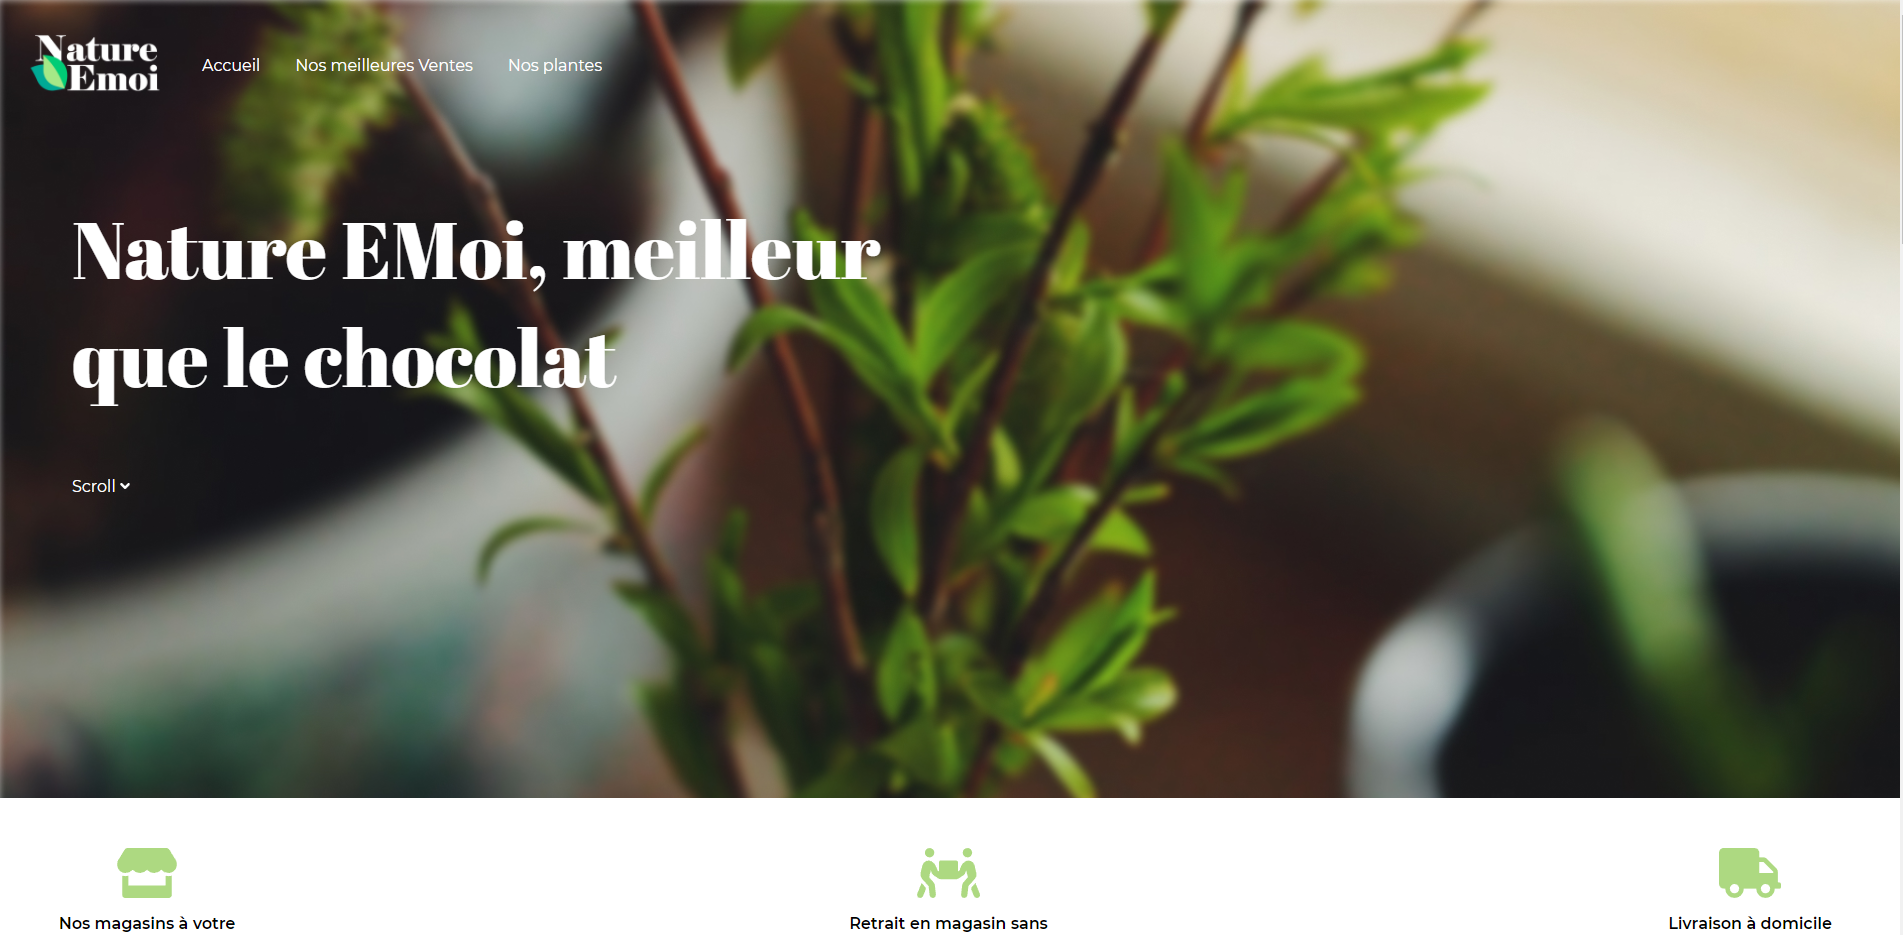 Nature
Emoi
Accueil Nos meilleures Ventes Nos plantes
Nature EMoi, meilleur
que le chocolat
Scroll
Nos magasins à votre
Retrait en magasin sans
Livraison à domicile